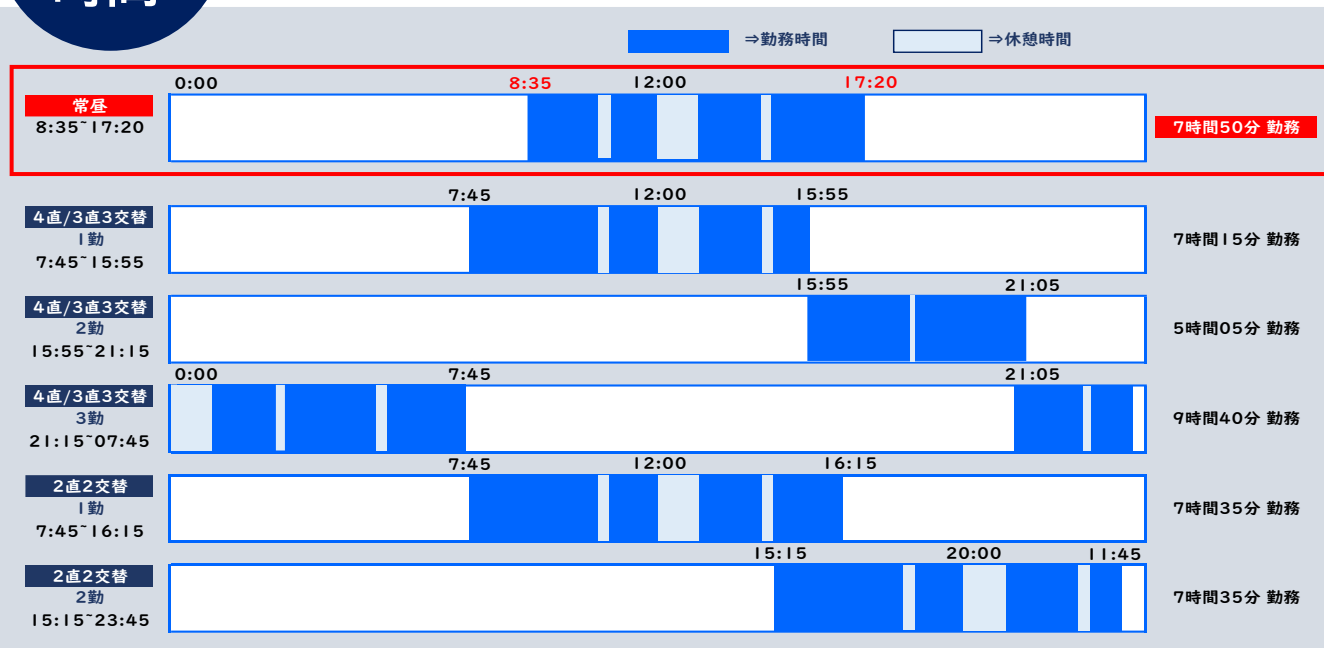 時間
⇒勤務時間 ⇒休憩時間
0:00 8:35 12:00 17:20
常昼
8:35~17:20
7時間50分 勤務
7:45 12:00 15:55
4直/3直3交替
1勤
7:45~15:55
7時間15分 勤務
15:55 21:05
4直/3直3交替
2勤
15:55~21:15
5時間05分 勤務
0:00 7:45 21:05
4直/3直3交替
3勤
21:15~07:45
9時間40分 勤務
7:45 12:00 16:15
2直2交替
1勤
7:45~16:15
7時間35分 勤務
15:15 20:00 11:45
2直2交替
2勤
15:15~23:45
7時間35分 勤務